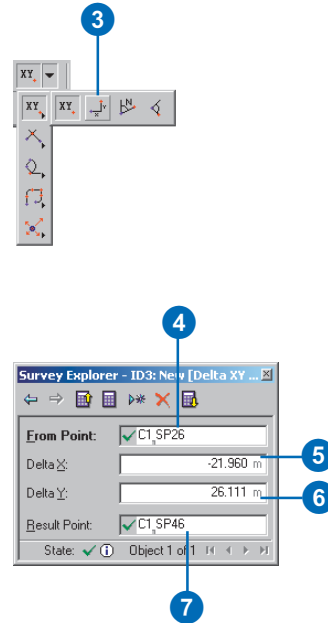 3
XY
XY XY x Y N
4
Survey Explorer - ID3: New [Delta XY ...
From Point: C1_SP26
Delta X: -21.960 m
5
Delta Y: 26.111 m
6
Result Point: C1_SP46
State: i Object 1 of 1
7